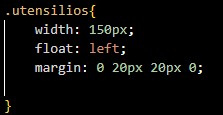 .utensilios{
    width: 150px;
    float: left;
    margin: 0 20px 20px 0;
}